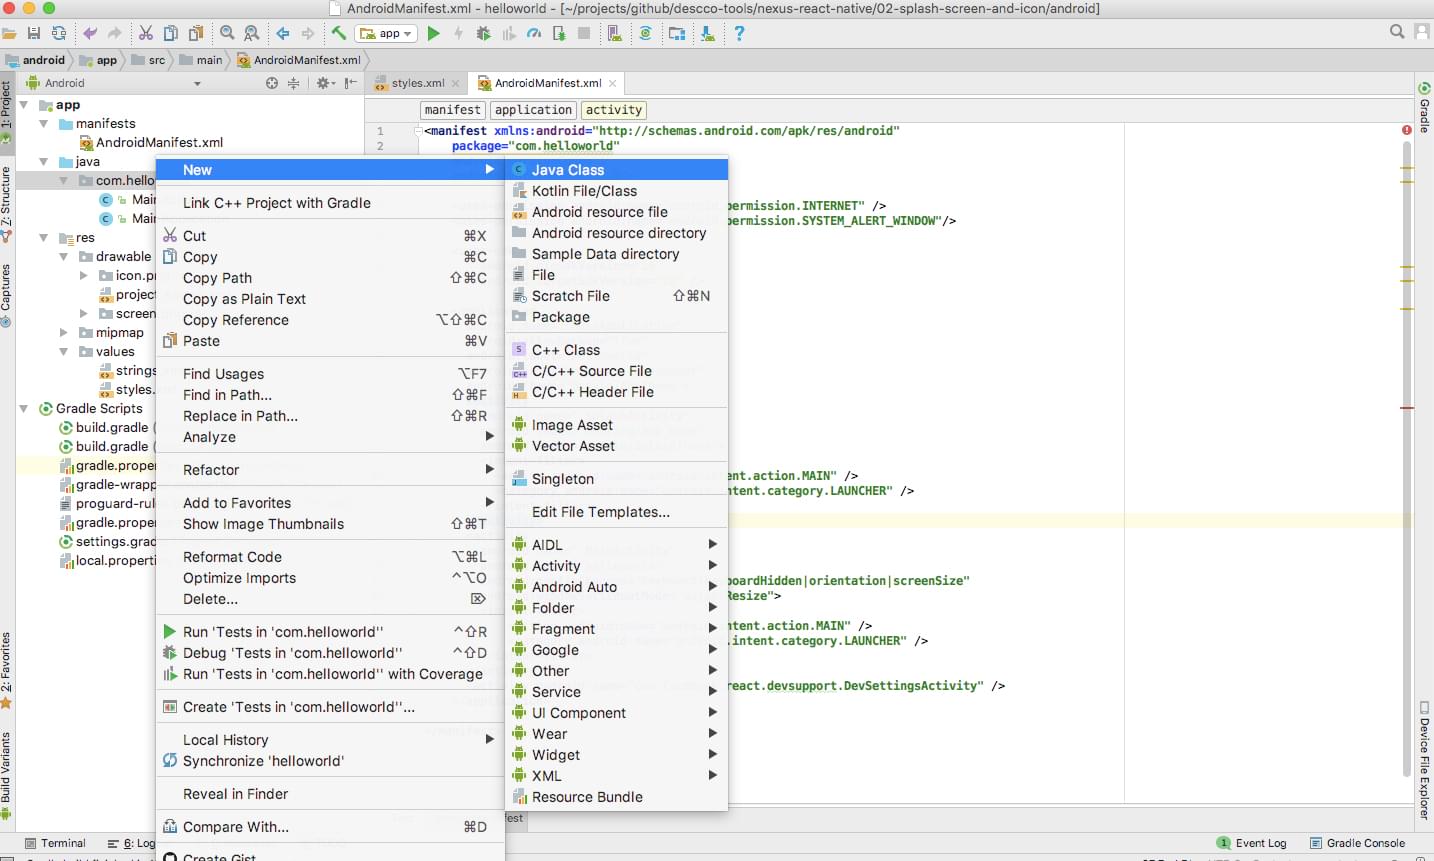 AndroidManifest.xml - helloworld - [~/projects/github/descco-tools/nexus-react-native/02-splash-screen-and-icon/android]
app
android
app
src
main
AndroidManifest.xml
Android
styles.xml
AndroidManifest.xml
1: Project
7: Structure
Captures
2: Favorites
Build Variants
app
manifests
AndroidManifest.xml
java
com.hello
Mai
Mai
res
drawable
icon.p
project
screen
mipmap
values
strings
styles.
Gradle Scripts
build.gradle (
build.gradle (
gradle.proper
gradle-wrapp
proguard-rul
gradle.proper
settings.grad
local.properti
manifest
application
activity
1
<manifest xmlns:android="http://schemas.android.com/apk/res/android"
2
package="com.helloworld"
.permission.INTERNET" />
permission.SYSTEM_ALERT_WINDOW"/>
ntent.action.MAIN" />
ntent.category.LAUNCHER" />
boardHidden|orientation|screenSize"
Resize">
ntent.action.MAIN" />
.intent.category.LAUNCHER" />
react.devsupport.DevSettingsActivity" />
New
Link C++ Project with Gradle
Cut ⌘X
Copy ⌘C
Copy Path ⇧⌘C
Copy as Plain Text
Copy Reference ⌥⇧⌘C
Paste ⌘V
Find Usages ⌥F7
Find in Path... ⇧⌘F
Replace in Path... ⇧⌘R
Analyze
Refactor
Add to Favorites
Show Image Thumbnails ⇧⌘T
Reformat Code ⌥⌘L
Optimize Imports ^⌥O
Delete... ⌦
Run 'Tests in 'com.helloworld'' ^⇧R
Debug 'Tests in 'com.helloworld'' ^⇧D
Run 'Tests in 'com.helloworld'' with Coverage
Create 'Tests in 'com.helloworld''...
Local History
Synchronize 'helloworld'
Reveal in Finder
Compare With... ⌘D
Create Gist
Java Class
Kotlin File/Class
Android resource file
Android resource directory
Sample Data directory
File
Scratch File ⇧⌘N
Package
C++ Class
C/C++ Source File
C/C++ Header File
Image Asset
Vector Asset
Singleton
Edit File Templates...
AIDL
Activity
Android Auto
Folder
Fragment
Google
Other
Service
UI Component
Wear
Widget
XML
Resource Bundle
Gradle
Device File Explorer
Terminal
6: Log
1 Event Log
Gradle Console